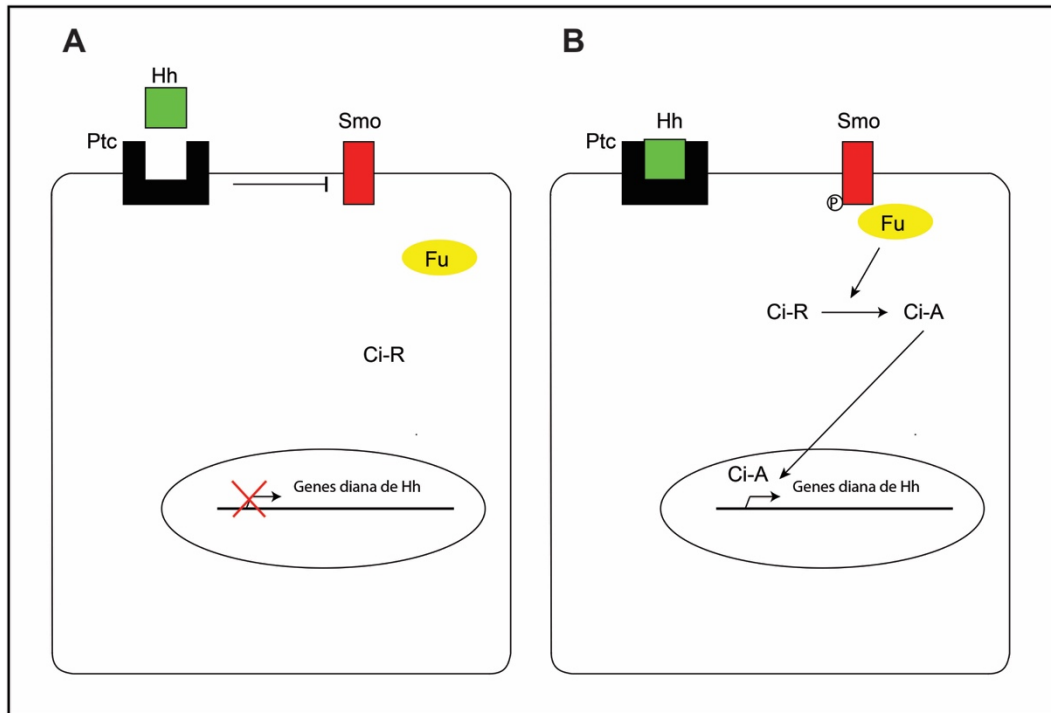 A
Hh
Ptc
Smo
Fu
Ci-R
Genes diana de Hh
B
Hh
Ptc
Smo
P
Fu
Ci-R
Ci-A
Ci-A
Genes diana de Hh